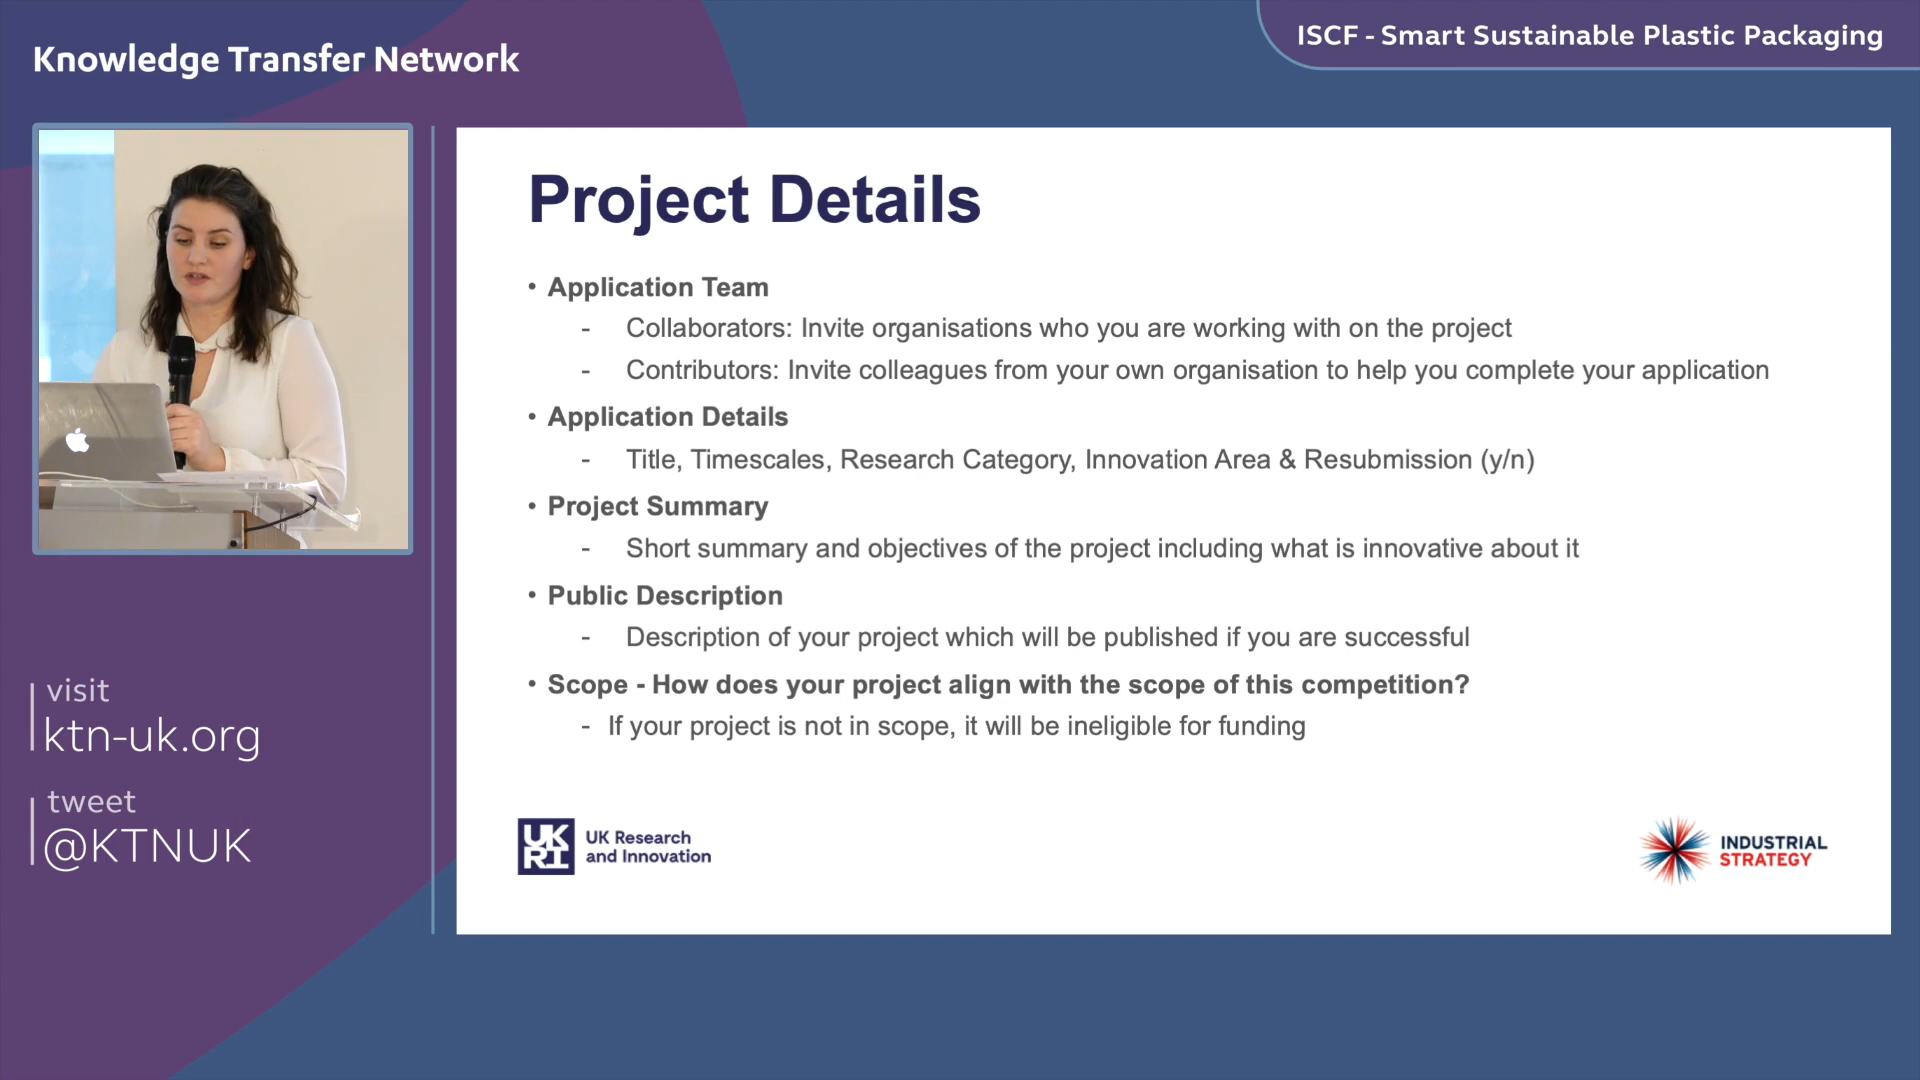 Knowledge Transfer Network
ISCF - Smart Sustainable Plastic Packaging
Project Details
• Application Team
- Collaborators: Invite organisations who you are working with on the project
- Contributors: Invite colleagues from your own organisation to help you complete your application
• Application Details
- Title, Timescales, Research Category, Innovation Area & Resubmission (y/n)
• Project Summary
- Short summary and objectives of the project including what is innovative about it
• Public Description
- Description of your project which will be published if you are successful
• Scope - How does your project align with the scope of this competition?
- If your project is not in scope, it will be ineligible for funding
visit
ktn-uk.org
tweet
@KTNUK
UK
RI
UK Research
and Innovation
INDUSTRIAL
STRATEGY